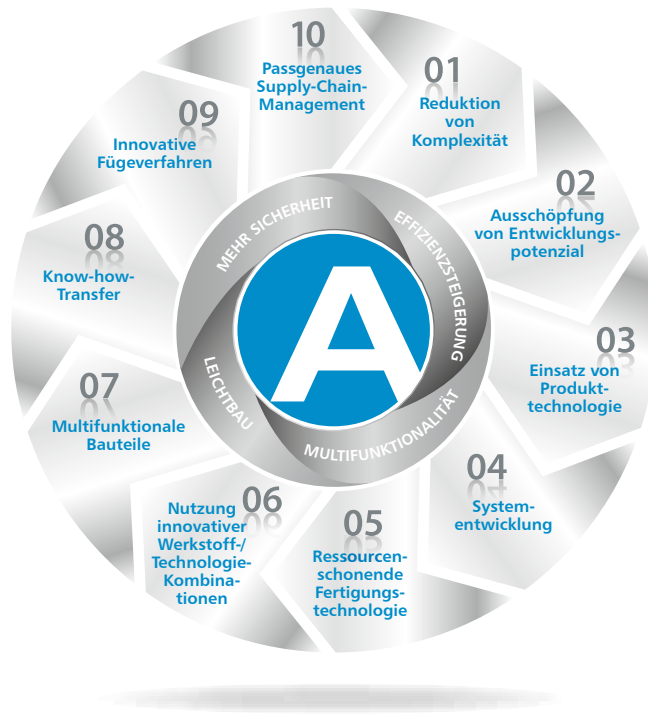 10
Passgenaues
Supply-Chain-
Management
01
Reduktion
von
Komplexität
02
Ausschöpfung
von Entwicklungs-
potenzial
03
Einsatz von
Produkt-
technologie
04
System-
entwicklung
05
Ressourcen-
schonende
Fertigungs-
technologie
06
Nutzung
innovativer
Werkstoff-/
Technologie-
Kombina-
tionen
07
Multifunktionale
Bauteile
08
Know-how-
Transfer
09
Innovative
Fügeverfahren
MEHR SICHERHEIT
EFFIZIENZSTEIGERUNG
MULTIFUNKTIONALITÄT
LEICHTBAU
A